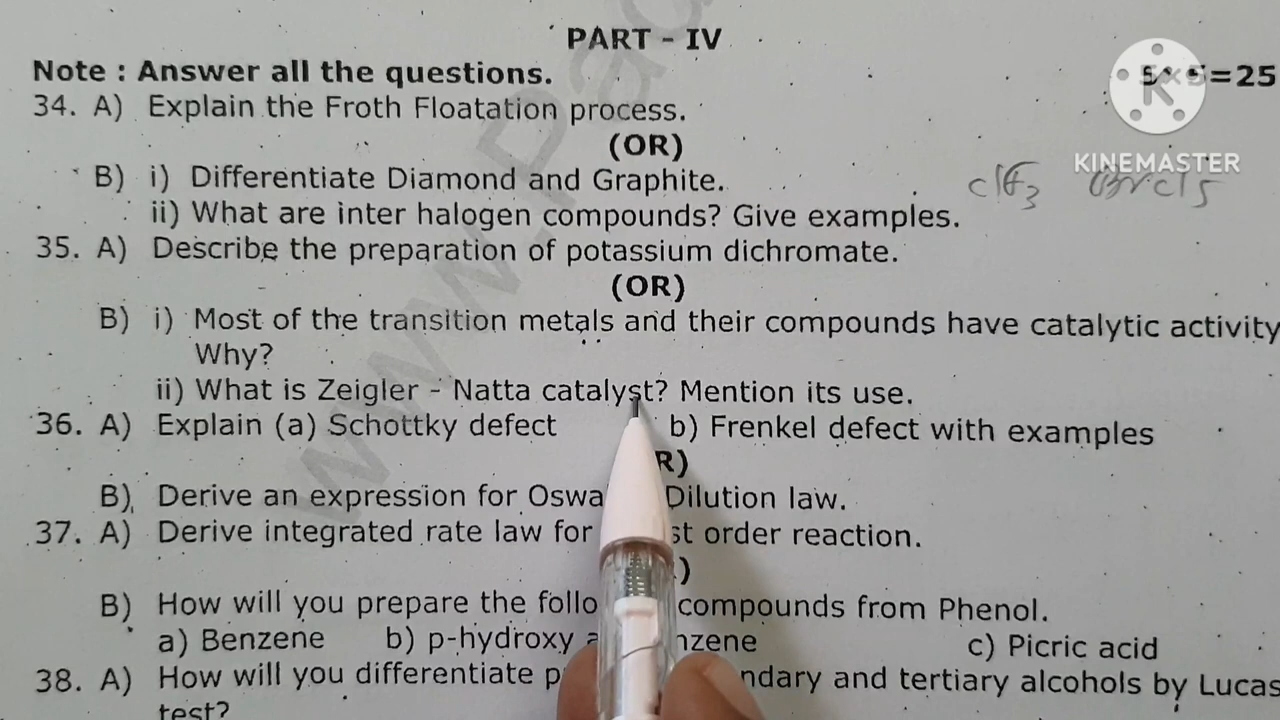 PART - IV
Note : Answer all the questions. 5×5=25
34. A) Explain the Froth Floatation process.
(OR)
KINEMASTER
B) i) Differentiate Diamond and Graphite. ClF3 BrCl5
ii) What are inter halogen compounds? Give examples.
35. A) Describe the preparation of potassium dichromate.
(OR)
B) i) Most of the transition metals and their compounds have catalytic activity
Why?
ii) What is Zeigler - Natta catalyst? Mention its use.
36. A) Explain (a) Schottky defect b) Frenkel defect with examples
R)
B) Derive an expression for Oswa Dilution law.
37. A) Derive integrated rate law for st order reaction.
)
B) How will you prepare the follo compounds from Phenol.
a) Benzene b) p-hydroxy a nzene c) Picric acid
38. A) How will you differentiate p ndary and tertiary alcohols by Lucas
test?